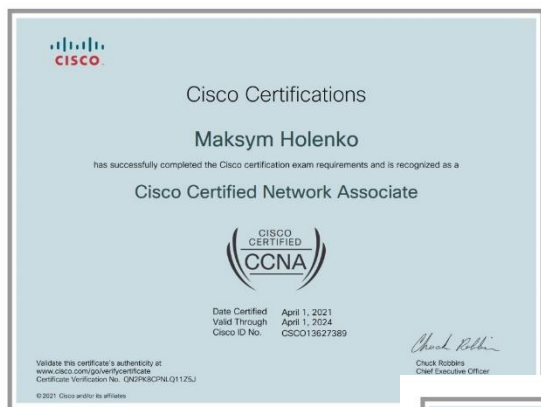 CISCO
Cisco Certifications
Maksym Holenko
has successfully completed the Cisco certification exam requirements and is recognized as a
Cisco Certified Network Associate
CISCO
CERTIFIED
CCNA
Date Certified April 1, 2021
Valid Through April 1, 2024
Cisco ID No. CSCO13627389
Chuck Robbins
Validate this certificate's authenticity at
www.cisco.com/go/verifycertificate
Certificate Verification No. QN2PK8CPNLQ11Z5J
Chuck Robbins
Chief Executive Officer
© 2021 Cisco and/or its affiliates